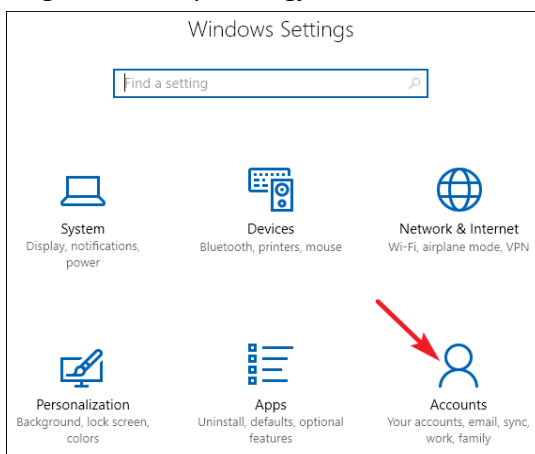 Windows Settings
Find a setting
System
Display, notifications,
power
Devices
Bluetooth, printers, mouse
Network & Internet
Wi-Fi, airplane mode, VPN
Personalization
Background, lock screen,
colors
Apps
Uninstall, defaults, optional
features
Accounts
Your accounts, email, sync,
work, family